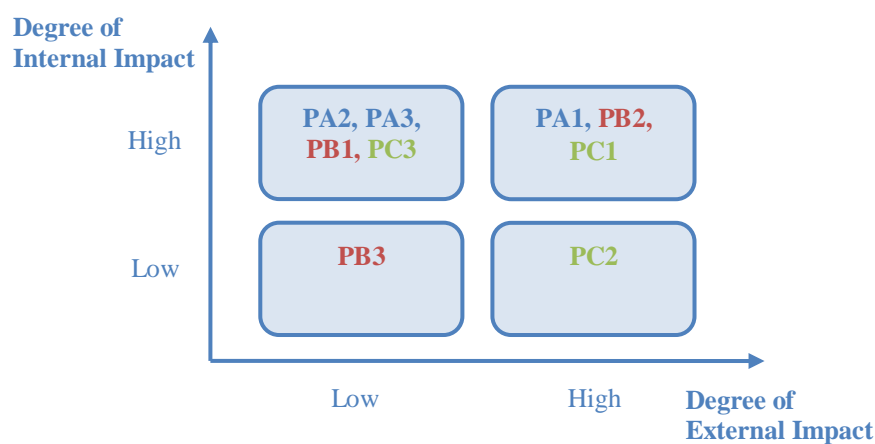 Degree of
Internal Impact
High
PA2, PA3,
PB1, PC3
PA1, PB2,
PC1
Low
PB3
PC2
Low
High
Degree of
External Impact